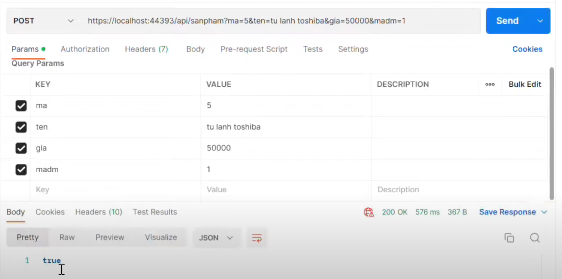 POST https://localhost:44393/api/sanpham?ma=5&ten=tu lanh toshiba&gia=50000&madm=1 Send
Params Authorization Headers (7) Body Pre-request Script Tests Settings Cookies
Query Params
KEY VALUE DESCRIPTION Bulk Edit
ma 5
ten tu lanh toshiba
gia 50000
madm 1
Key Value Description
Body Cookies Headers (10) Test Results 200 OK 576 ms 367 B Save Response
Pretty Raw Preview Visualize JSON
1 true